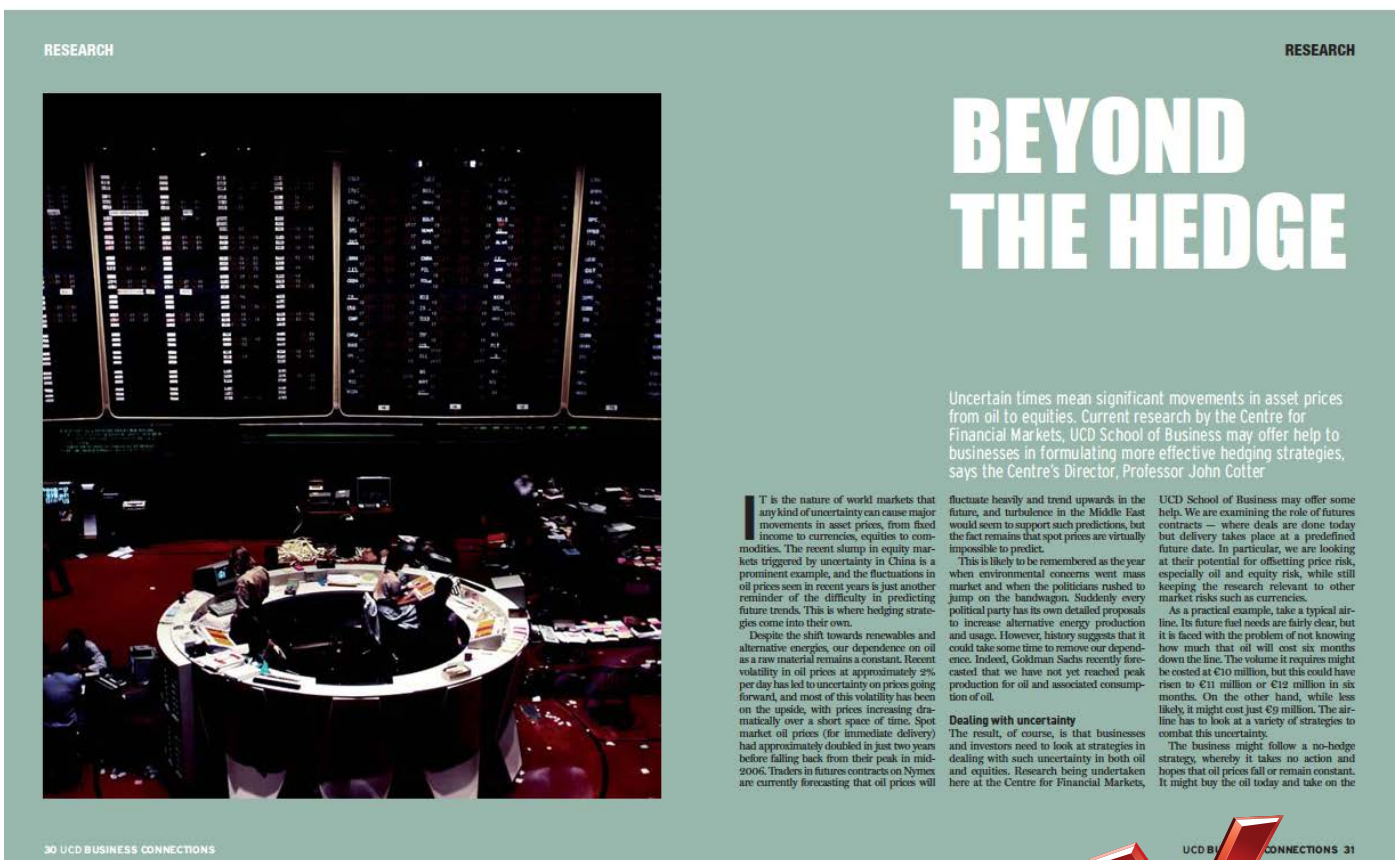 RESEARCH
RESEARCH
BEYOND
THE HEDGE
Uncertain times mean significant movements in asset prices
from oil to equities. Current research by the Centre for
Financial Markets, UCD School of Business may offer help to
businesses in formulating more effective hedging strategies,
says the Centre's Director, Professor John Cotter
IT is the nature of world markets that
any kind of uncertainty can cause major
movements in asset prices, from fixed
income to currencies, equities to com-
modities. The recent slump in equity mar-
kets triggered by uncertainty in China is a
prominent example, and the fluctuations in
oil prices seen in recent years is just another
reminder of the difficulty in predicting
future trends. This is where hedging strate-
gies come into their own.
Despite the shift towards renewables and
alternative energies, our dependence on oil
as a raw material remains a constant. Recent
volatility in oil prices at approximately 2%
per day has led to uncertainty on prices going
forward, and most of this volatility has been
on the upside, with prices increasing dra-
matically over a short space of time. Spot
market oil prices (for immediate delivery)
had approximately doubled in just two years
before falling back from their peak in mid-
2006. Traders in futures contracts on Nymex
are currently forecasting that oil prices will
fluctuate heavily and trend upwards in the
future, and turbulence in the Middle East
would seem to support such predictions, but
the fact remains that spot prices are virtually
impossible to predict.
This is likely to be remembered as the year
when environmental concerns went mass
market and when the politicians rushed to
jump on the bandwagon. Suddenly every
political party has its own detailed proposals
to increase alternative energy production
and usage. However, history suggests that it
could take some time to remove our depend-
ence. Indeed, Goldman Sachs recently fore-
casted that we have not yet reached peak
production for oil and associated consump-
tion of oil.
Dealing with uncertainty
The result, of course, is that businesses
and investors need to look at strategies in
dealing with such uncertainty in both oil
and equities. Research being undertaken
here at the Centre for Financial Markets,
UCD School of Business may offer some
help. We are examining the role of futures
contracts — where deals are done today
but delivery takes place at a predefined
future date. In particular, we are looking
at their potential for offsetting price risk,
especially oil and equity risk, while still
keeping the research relevant to other
market risks such as currencies.
As a practical example, take a typical air-
line. Its future fuel needs are fairly clear, but
it is faced with the problem of not knowing
how much that oil will cost six months
down the line. The volume it requires might
be costed at €10 million, but this could have
risen to €11 million or €12 million in six
months. On the other hand, while less
likely, it might cost just €9 million. The air-
line has to look at a variety of strategies to
combat this uncertainty.
The business might follow a no-hedge
strategy, whereby it takes no action and
hopes that oil prices fall or remain constant.
It might buy the oil today and take on the
30 UCD BUSINESS CONNECTIONS
UCD CONNECTIONS 31